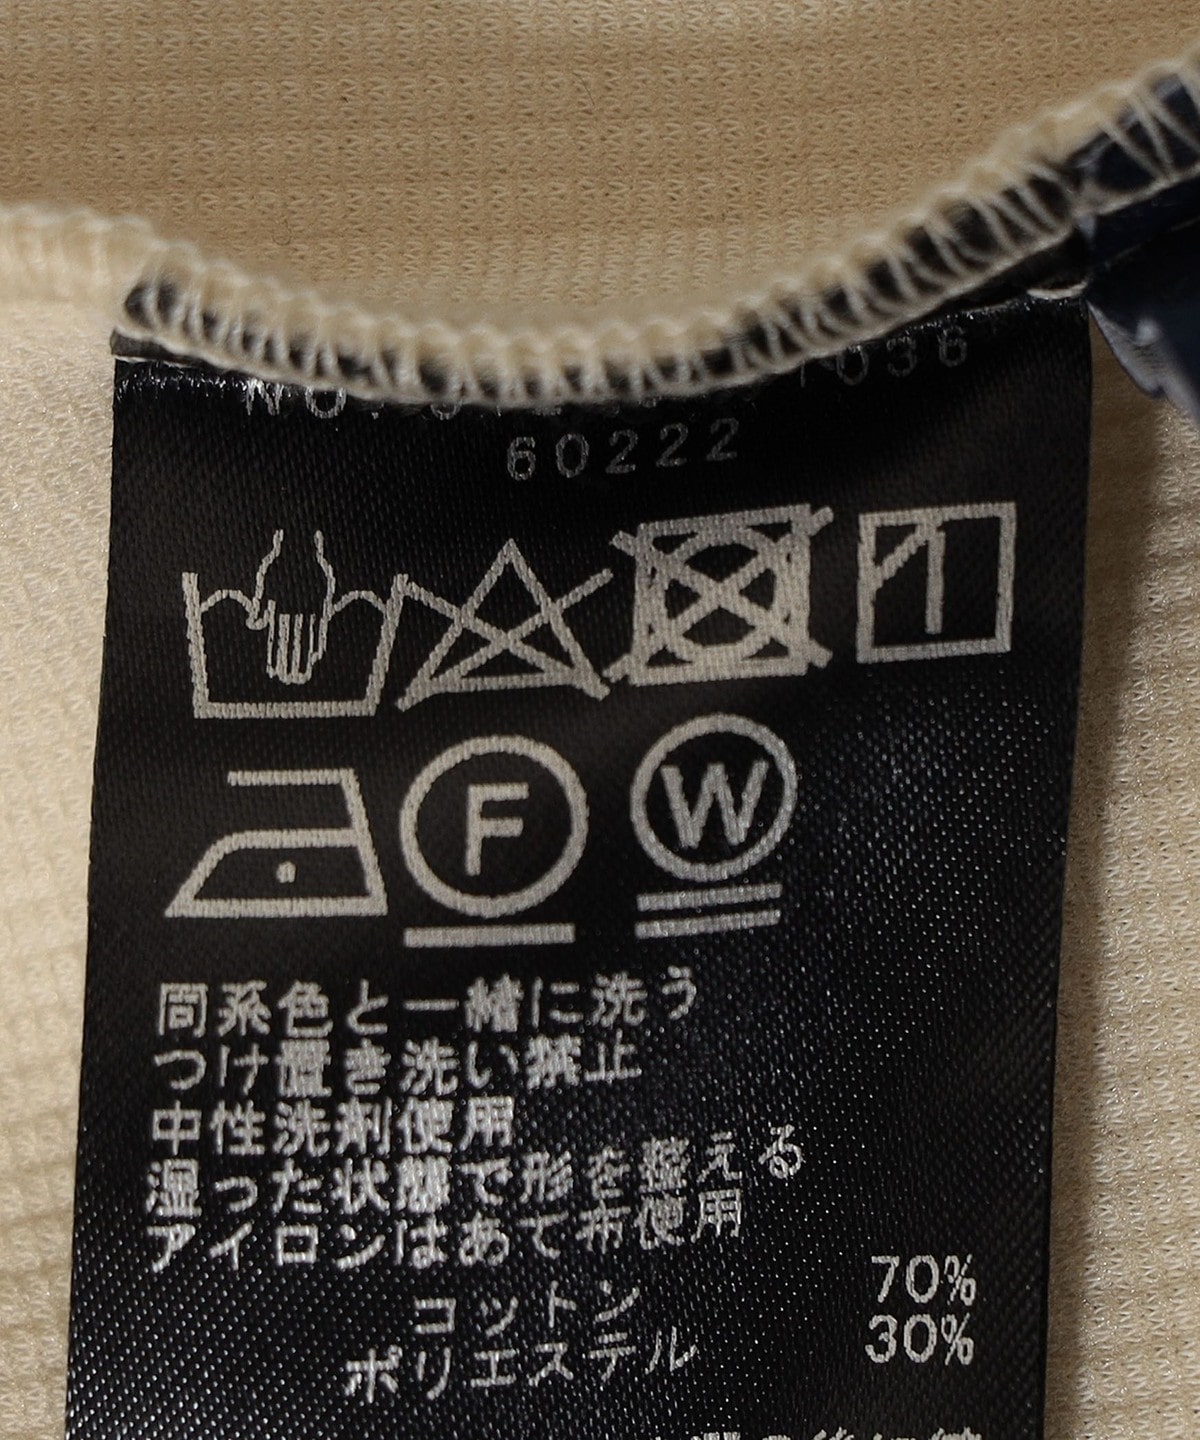 60222
F
W
同系色と一緒に洗う
つけ置き洗い禁止
中性洗剤使用
湿った状態で形を整える
アイロンはあて布使用
コットン 70%
ポリエステル 30%